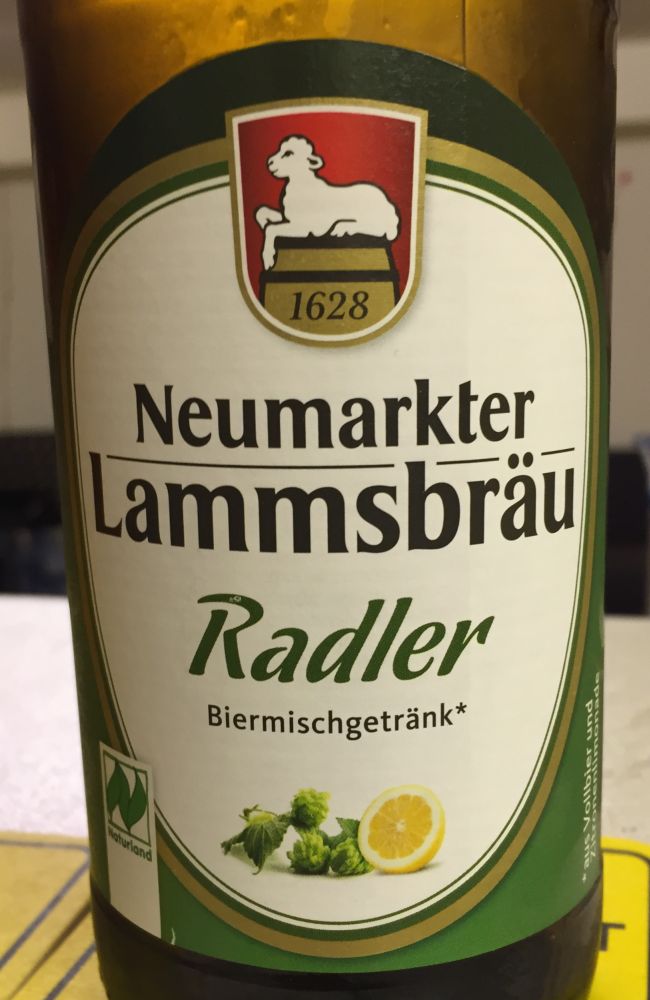 1628
Neumarkter
Lammsbräu
Radler
Biermischgetränk*
Naturland
*aus Vollbier und
Zitronenlimonade
T